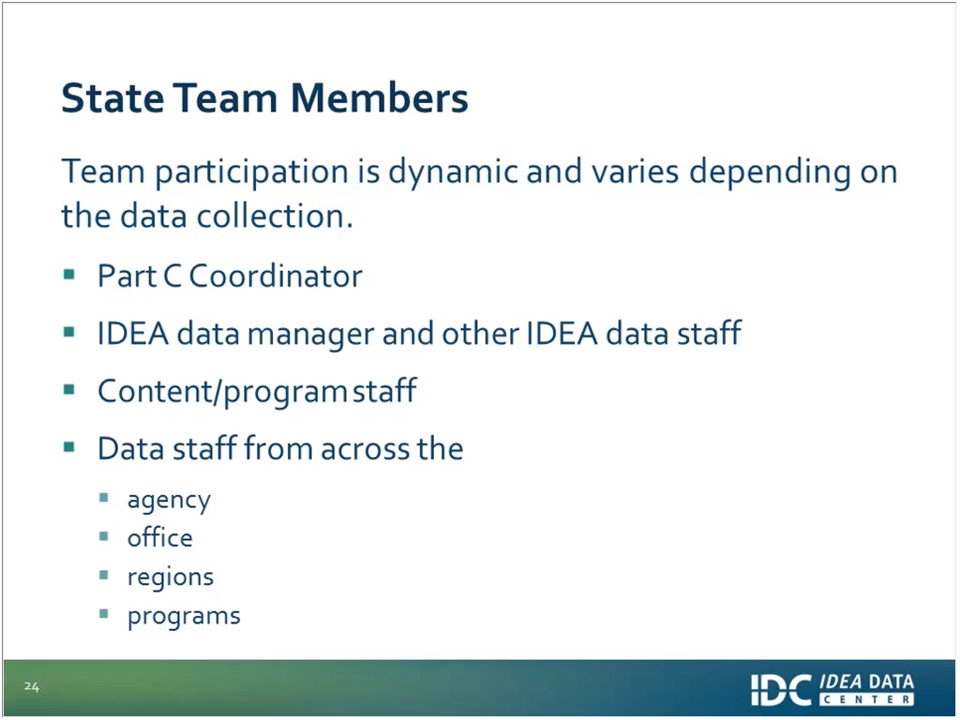 State Team Members
Team participation is dynamic and varies depending on
the data collection.
Part C Coordinator
IDEA data manager and other IDEA data staff
Content/program staff
Data staff from across the
agency
office
regions
programs
24
IDC IDEA DATA
CENTER